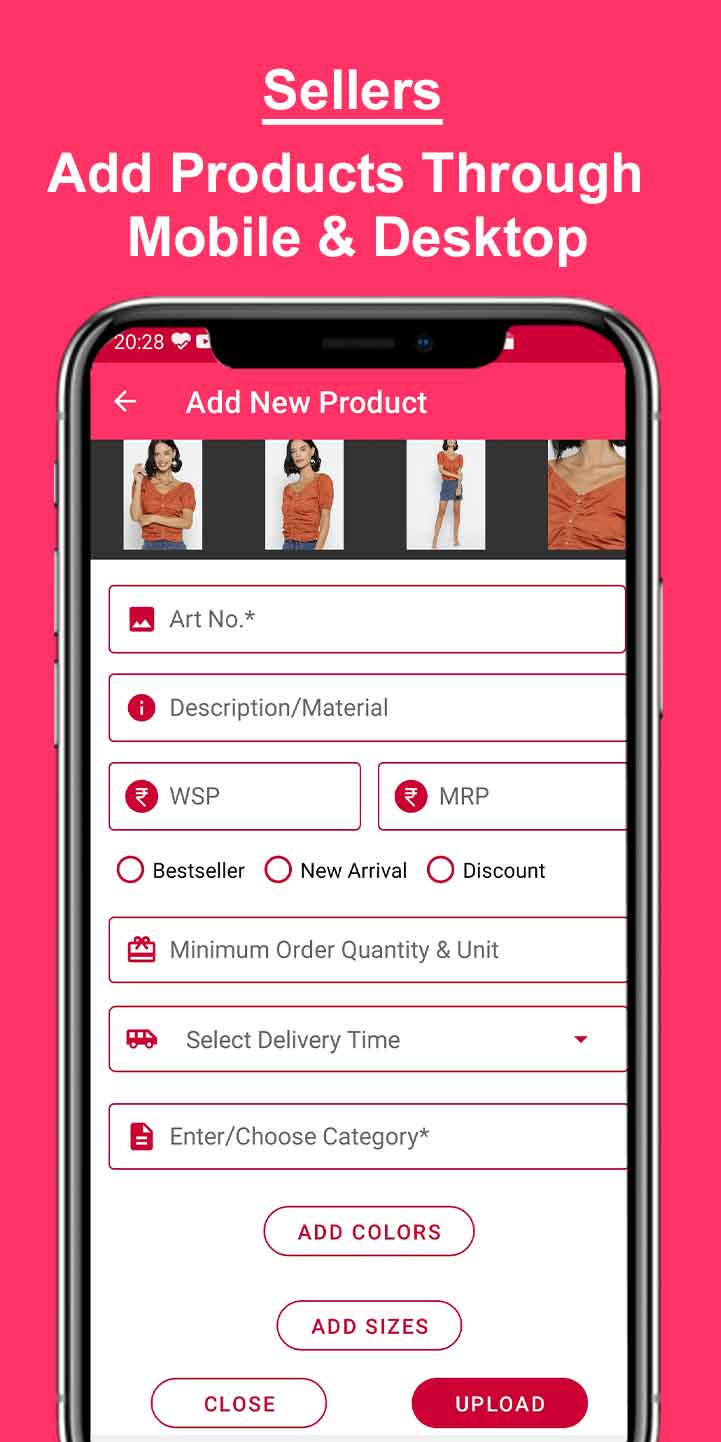 Sellers
Add Products Through
Mobile & Desktop
20:28
Add New Product
Art No.*
Description/Material
₹ WSP
₹ MRP
Bestseller
New Arrival
Discount
Minimum Order Quantity & Unit
Select Delivery Time
Enter/Choose Category*
ADD COLORS
ADD SIZES
CLOSE
UPLOAD